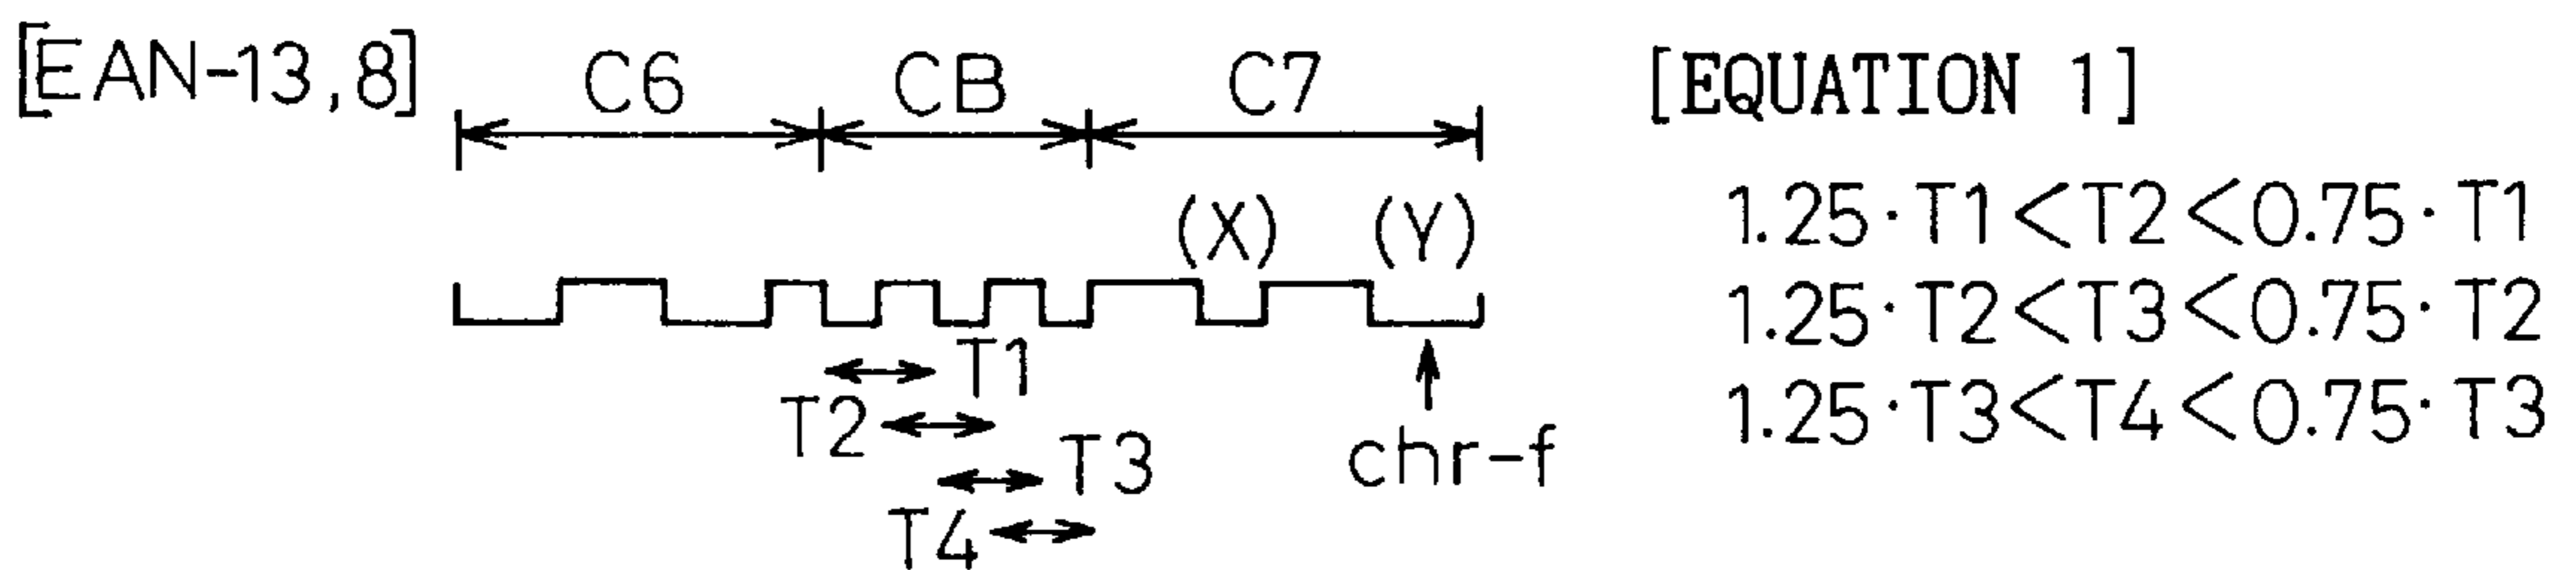 [EAN-13,8]
C6 CB C7
(X) (Y)
T1
T2
T3
T4
chr-f
[EQUATION 1]
1.25·T1<T2<0.75·T1
1.25·T2<T3<0.75·T2
1.25·T3<T4<0.75·T3